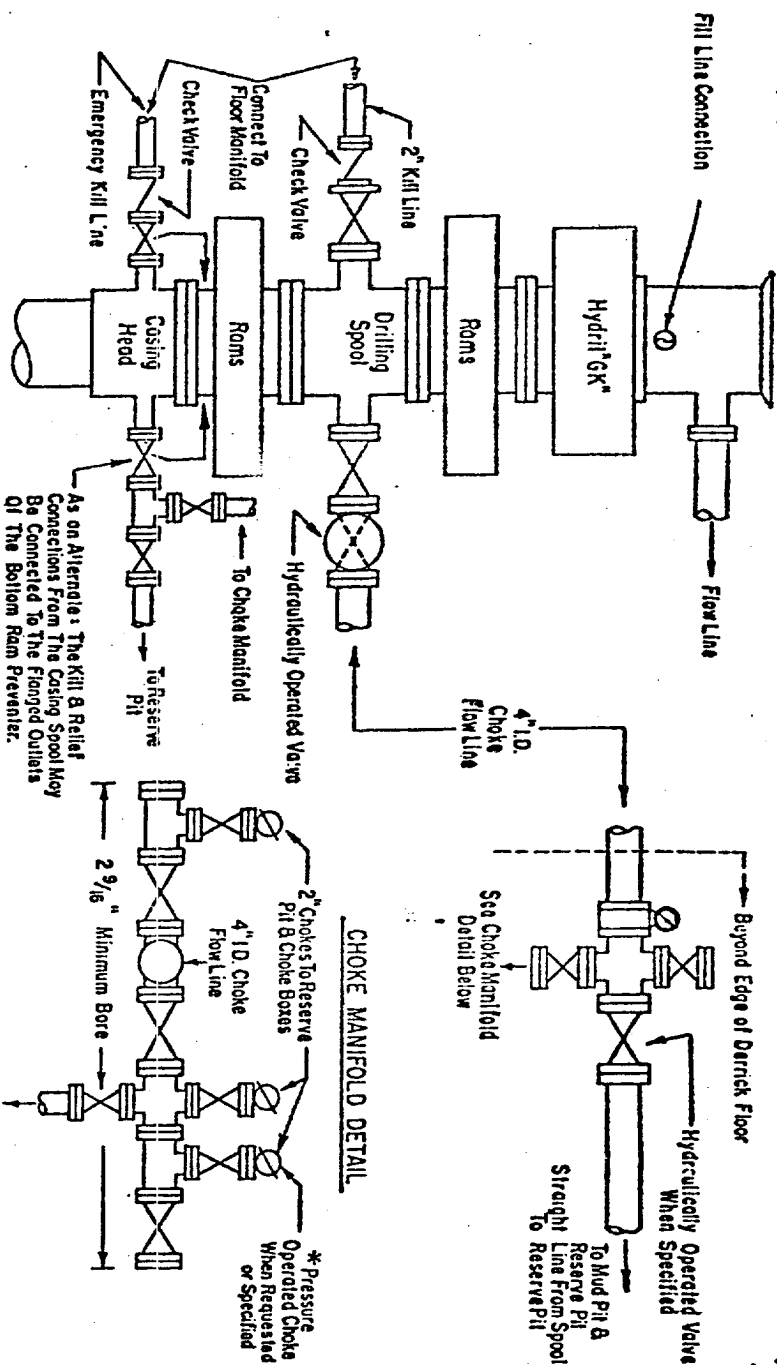 Fill Line Connection
Flow Line
Hydril "GK"
Rams
2" Kill Line
Check Valve
Drilling
Spool
Hydraulically Operated Valve
Connect To
Floor Manifold
Rams
Check Valve
Emergency Kill Line
Casing
Head
To Choke Manifold
To Reserve
Pit
As an Alternate: The Kill & Relief
Connections From The Casing Spool May
Be Connected To The Flanged Outlets
Of The Bottom Ram Preventer.
4" I.D.
Choke
Flow Line
Beyond Edge of Derrick Floor
Hydraulically Operated Valve
When Specified
See Choke Manifold
Detail Below
To Mud Pit &
Reserve Pit
Straight Line From Spool
To Reserve Pit
CHOKE MANIFOLD DETAIL
2" Chokes To Reserve
Pit & Choke Boxes
4" I.D. Choke
Flow Line
* Pressure
Operated Choke
When Requested
or Specified
2 9/16" Minimum Bore